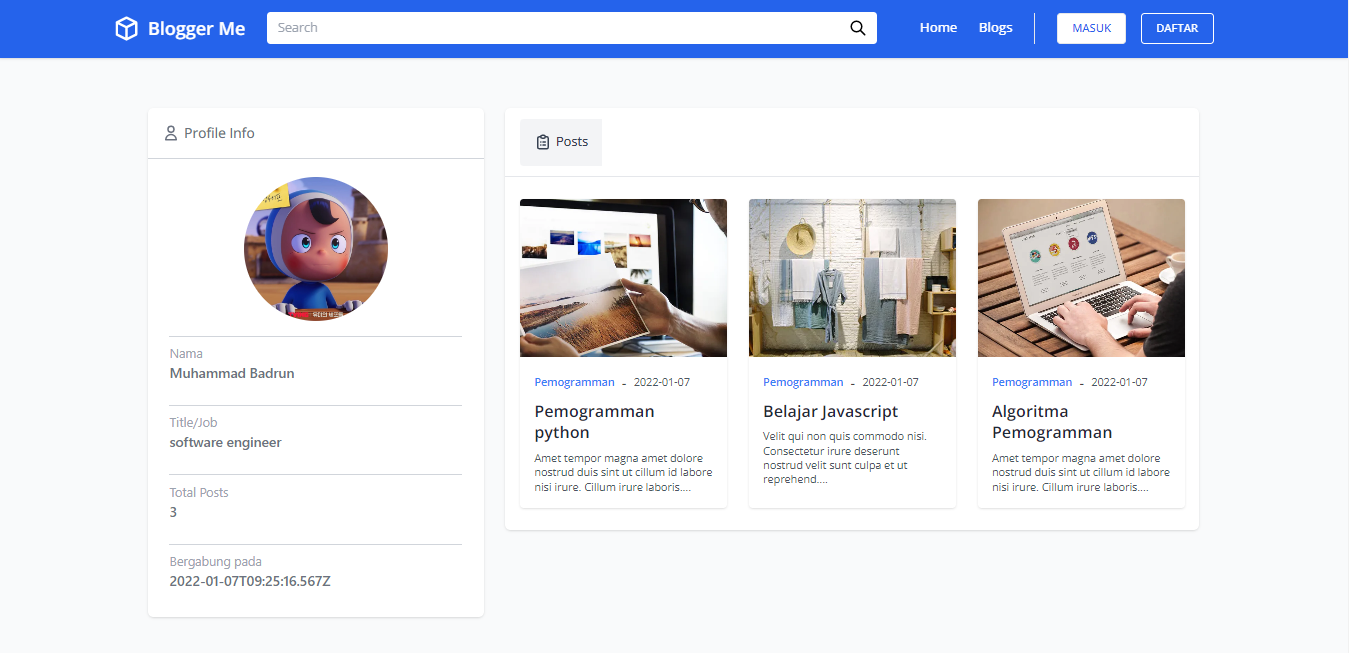 Blogger Me
Search
Home
Blogs
MASUK
DAFTAR
Profile Info
Nama
Muhammad Badrun
Title/Job
software engineer
Total Posts
3
Bergabung pada
2022-01-07T09:25:16.567Z
Posts
Pemogramman - 2022-01-07
Pemogramman
python
Amet tempor magna amet dolore
nostrud duis sint ut cillum id labore
nisi irure. Cillum irure laboris....
Pemogramman - 2022-01-07
Belajar Javascript
Velit qui non quis commodo nisi.
Consectetur irure deserunt
nostrud velit sunt culpa et ut
reprehend....
Pemogramman - 2022-01-07
Algoritma
Pemogramman
Amet tempor magna amet dolore
nostrud duis sint ut cillum id labore
nisi irure. Cillum irure laboris....